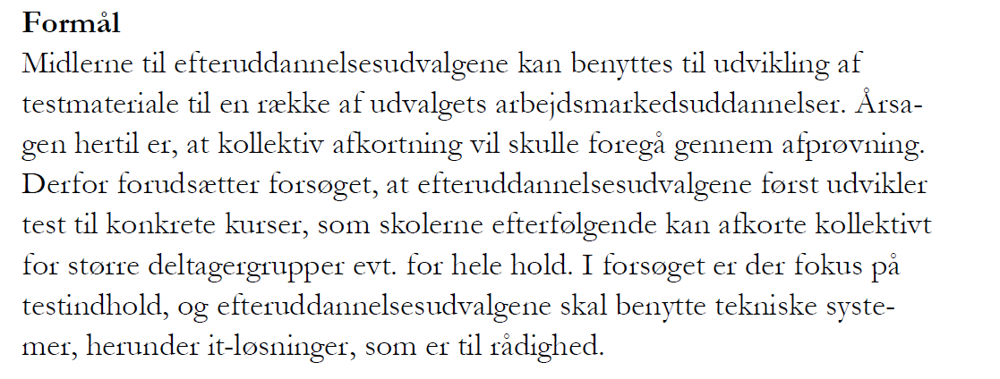 Formål
Midlerne til efteruddannelsesudvalgene kan benyttes til udvikling af
testmateriale til en række af udvalgets arbejdsmarkedsuddannelser. Årsa-
gen hertil er, at kollektiv afkortning vil skulle foregå gennem afprøvning.
Derfor forudsætter forsøget, at efteruddannelsesudvalgene først udvikler
test til konkrete kurser, som skolerne efterfølgende kan afkorte kollektivt
for større deltagergrupper evt. for hele hold. I forsøget er der fokus på
testindhold, og efteruddannelsesudvalgene skal benytte tekniske syste-
mer, herunder it-løsninger, som er til rådighed.